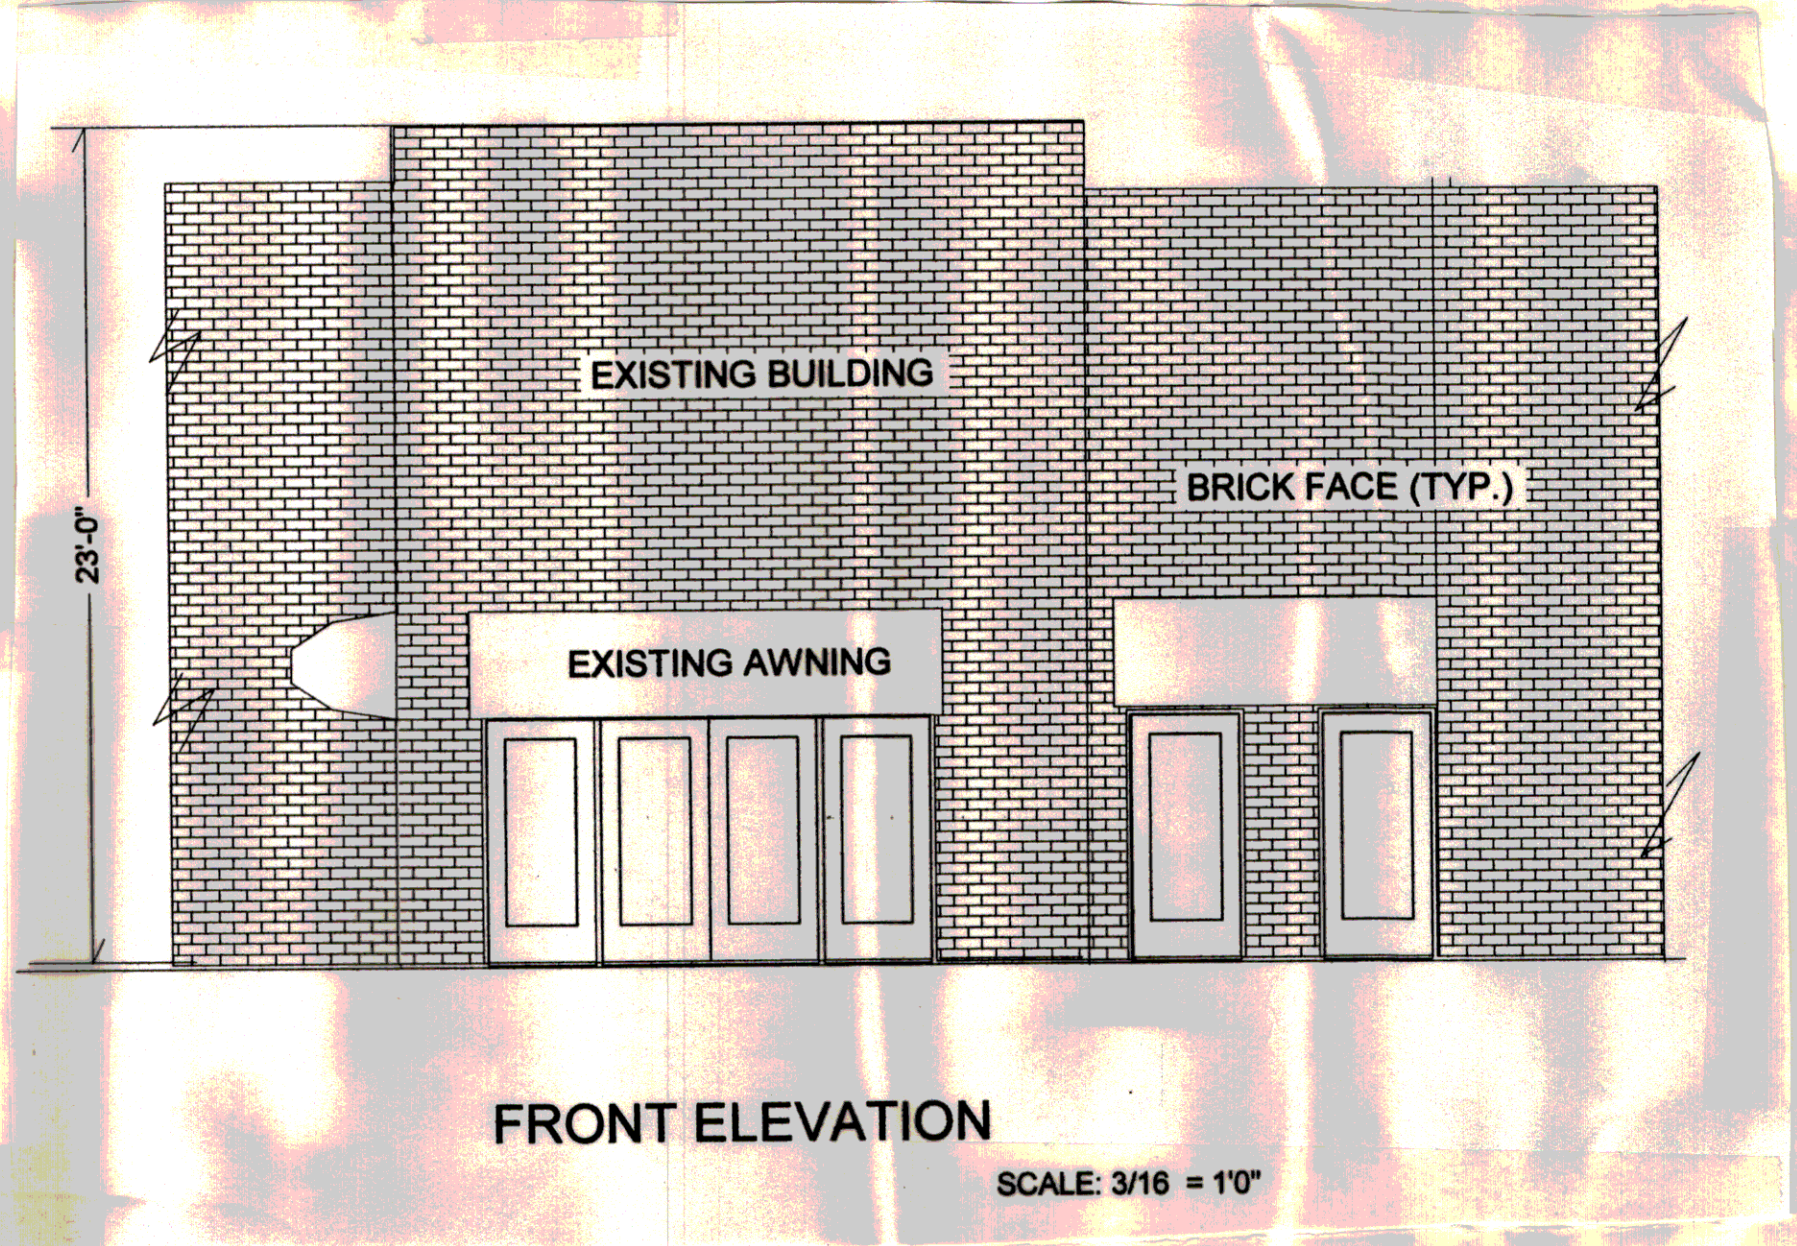 EXISTING BUILDING
BRICK FACE (TYP.)
23'-0"
EXISTING AWNING
FRONT ELEVATION
SCALE: 3/16 = 1'0"